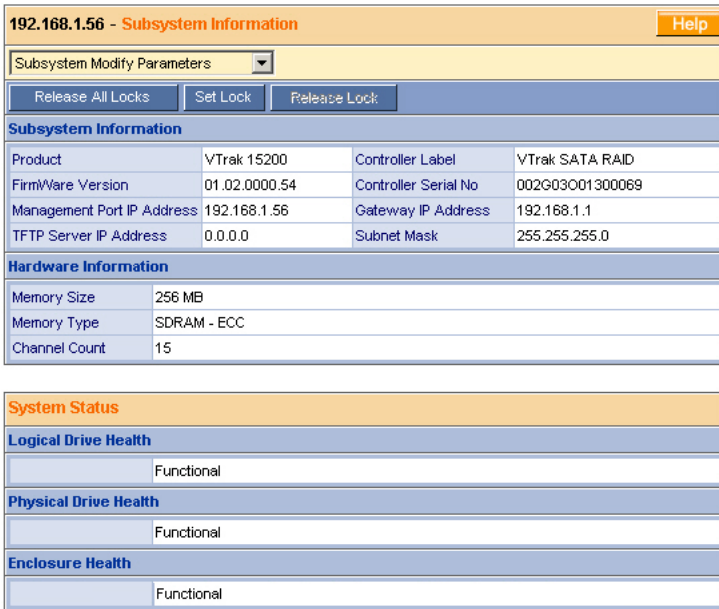 192.168.1.56 - Subsystem Information Help
Subsystem Modify Parameters
Release All Locks Set Lock Release Lock
Subsystem Information
Product VTrak 15200 Controller Label VTrak SATA RAID
FirmWare Version 01.02.0000.54 Controller Serial No 002G03O01300069
Management Port IP Address 192.168.1.56 Gateway IP Address 192.168.1.1
TFTP Server IP Address 0.0.0.0 Subnet Mask 255.255.255.0
Hardware Information
Memory Size 256 MB
Memory Type SDRAM - ECC
Channel Count 15
System Status
Logical Drive Health
Functional
Physical Drive Health
Functional
Enclosure Health
Functional